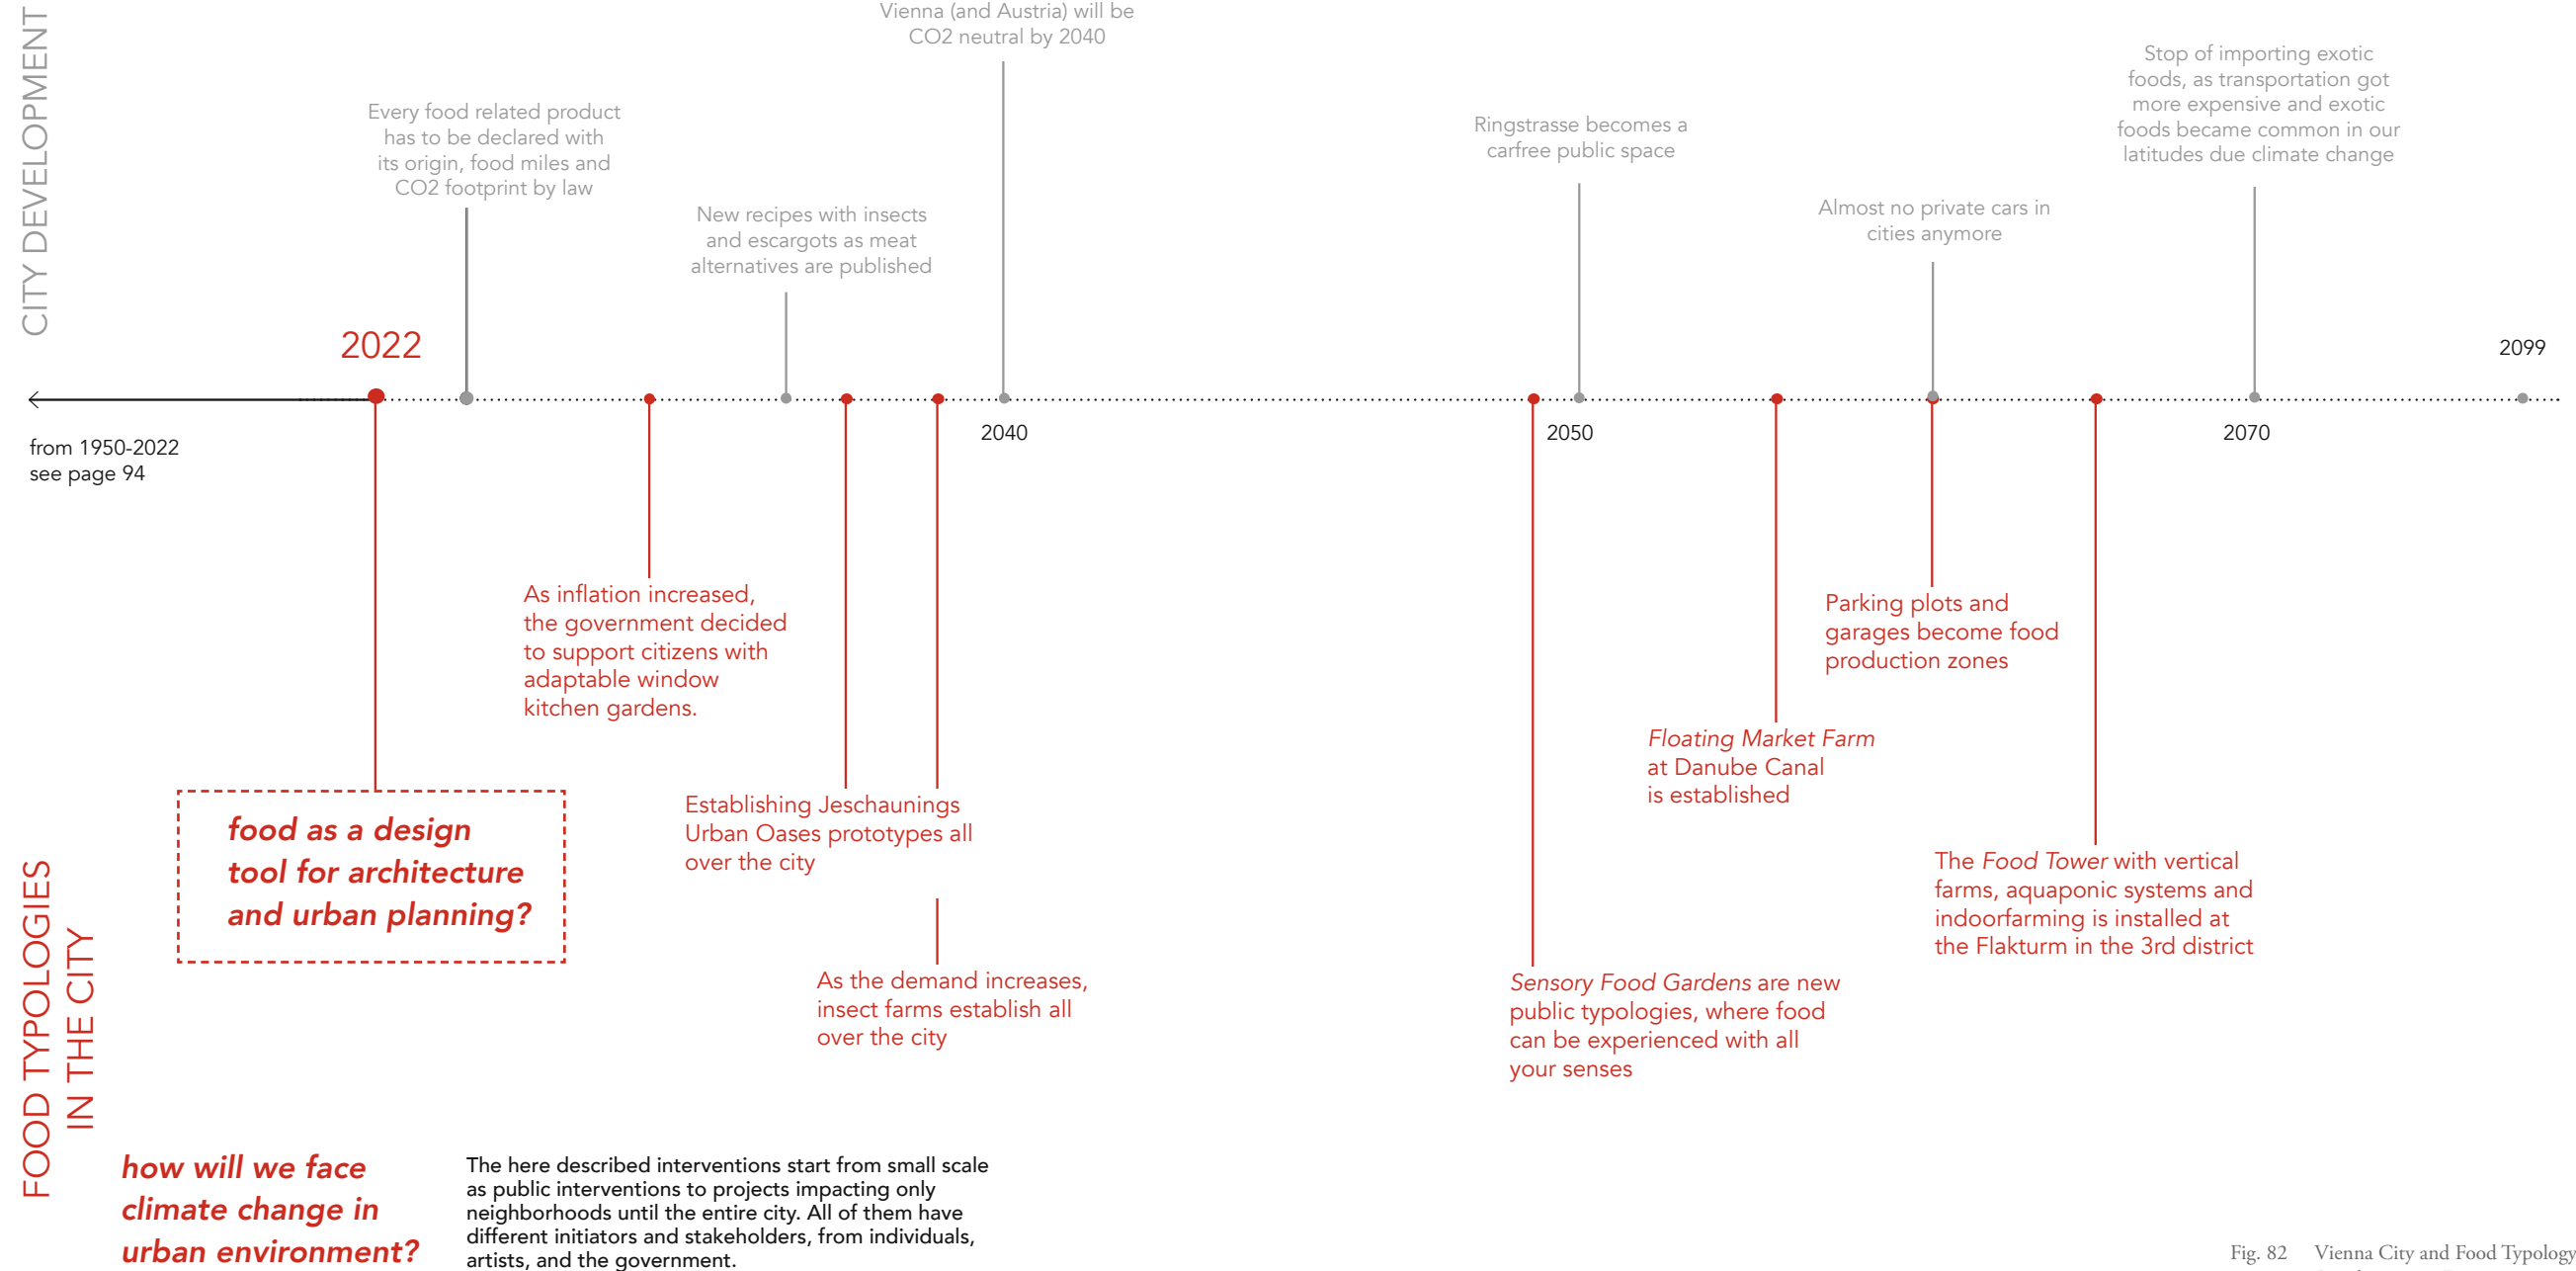 CITY DEVELOPMENT
Vienna (and Austria) will be
CO2 neutral by 2040
Every food related product
has to be declared with
its origin, food miles and
CO2 footprint by law
New recipes with insects
and escargots as meat
alternatives are published
Ringstrasse becomes a
carfree public space
Almost no private cars in
cities anymore
Stop of importing exotic
foods, as transportation got
more expensive and exotic
foods became common in our
latitudes due climate change
2022
2099
2040
2050
2070
from 1950-2022
see page 94
As inflation increased,
the government decided
to support citizens with
adaptable window
kitchen gardens.
food as a design
tool for architecture
and urban planning?
Establishing Jeschaunings
Urban Oases prototypes all
over the city
As the demand increases,
insect farms establish all
over the city
Sensory Food Gardens are new
public typologies, where food
can be experienced with all
your senses
Floating Market Farm
at Danube Canal
is established
Parking plots and
garages become food
production zones
The Food Tower with vertical
farms, aquaponic systems and
indoorfarming is installed at
the Flakturm in the 3rd district
FOOD TYPOLOGIES
IN THE CITY
how will we face
climate change in
urban environment?
The here described interventions start from small scale
as public interventions to projects impacting only
neighborhoods until the entire city. All of them have
different initiators and stakeholders, from individuals,
artists, and the government.
Fig. 82 Vienna City and Food Typology